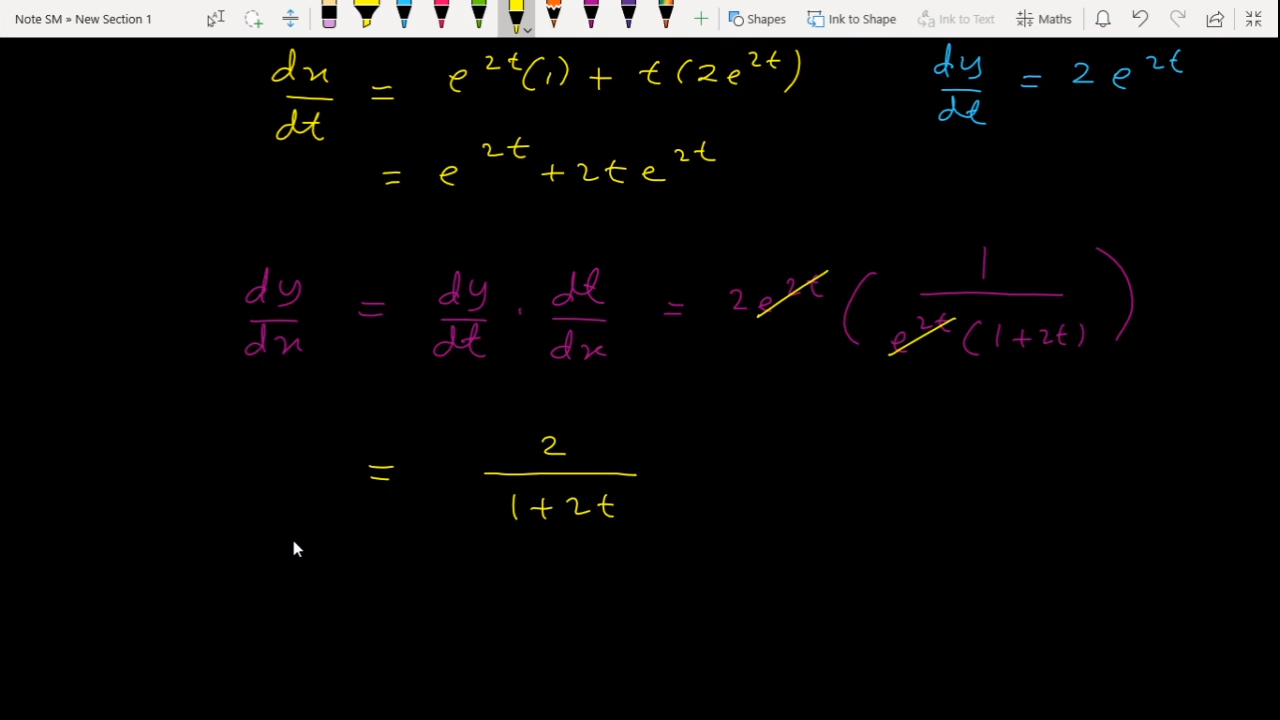 Note SM » New Section 1 Shapes Ink to Shape Ink to Text Maths
dx/dt = e^{2t}(1) + t(2e^{2t}) dy/dt = 2e^{2t}
= e^{2t} + 2te^{2t}
dy/dx = dy/dt · dt/dx = 2e^{2t} (1/(e^{2t}(1+2t)))
= 2/(1+2t)